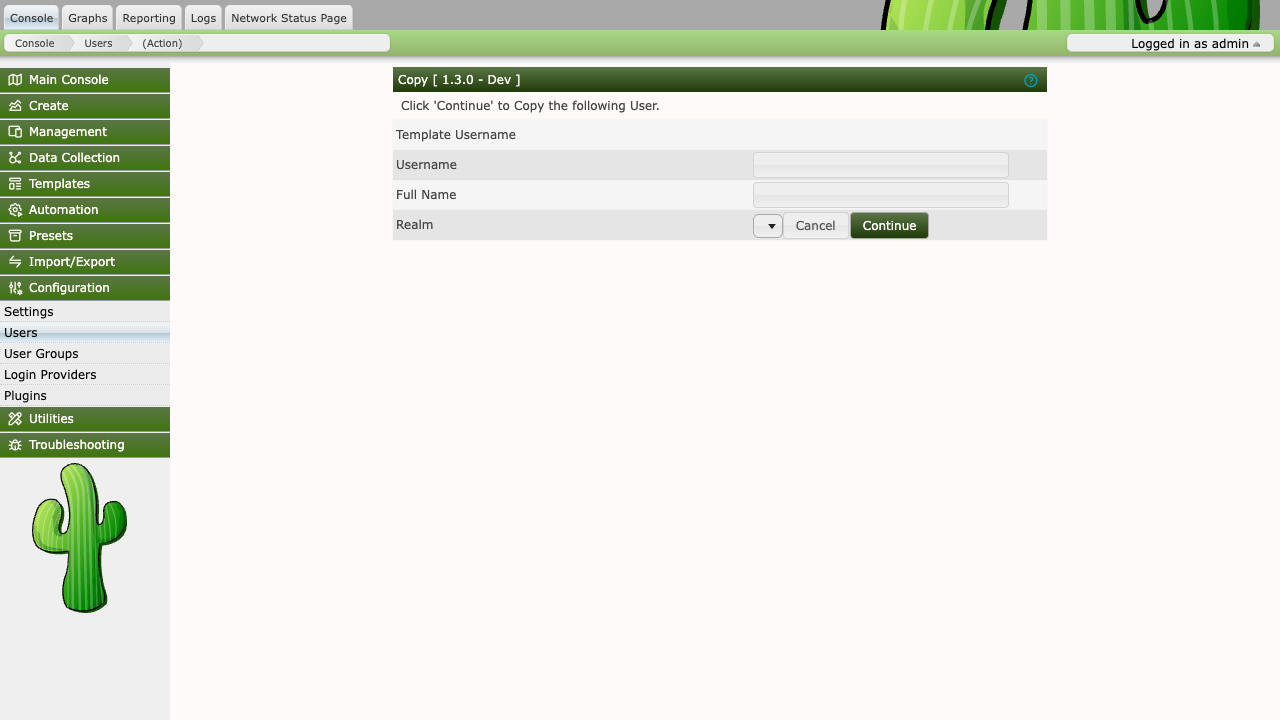 Console
Graphs
Reporting
Logs
Network Status Page
Console
Users
(Action)
Logged in as admin
Main Console
Create
Management
Data Collection
Templates
Automation
Presets
Import/Export
Configuration
Settings
Users
User Groups
Login Providers
Plugins
Utilities
Troubleshooting
Copy [ 1.3.0 - Dev ]
Click 'Continue' to Copy the following User.
Template Username
Username
Full Name
Realm
Cancel
Continue